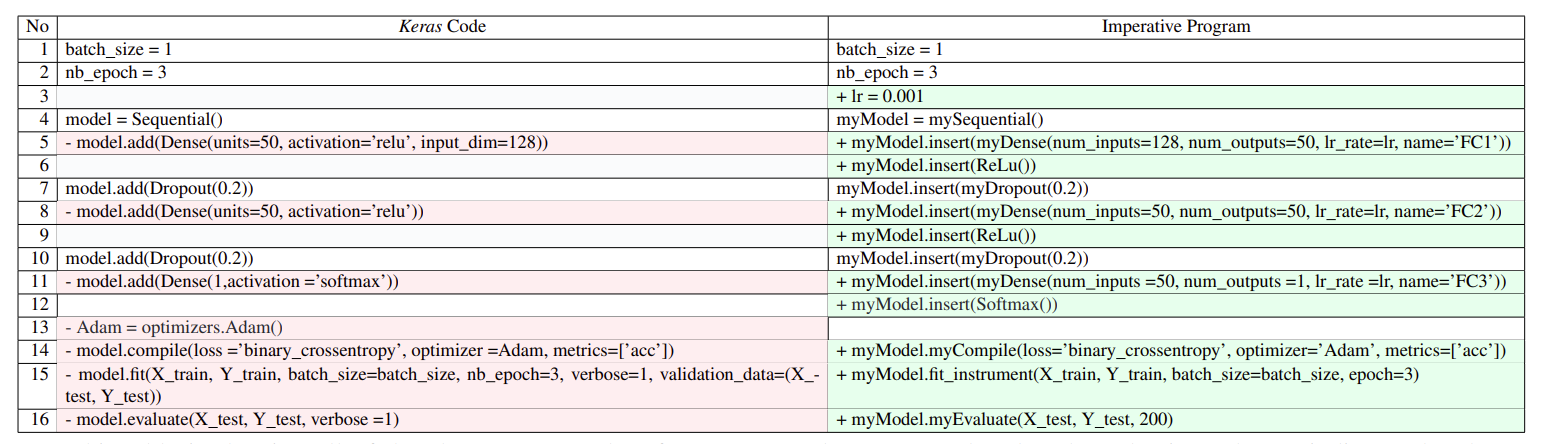 No Keras Code Imperative Program
1 batch_size = 1 batch_size = 1
2 nb_epoch = 3 nb_epoch = 3
3 + lr = 0.001
4 model = Sequential() myModel = mySequential()
5 - model.add(Dense(units=50, activation='relu', input_dim=128)) + myModel.insert(myDense(num_inputs=128, num_outputs=50, lr_rate=lr, name='FC1'))
6 + myModel.insert(ReLu())
7 model.add(Dropout(0.2)) myModel.insert(myDropout(0.2))
8 - model.add(Dense(units=50, activation='relu')) + myModel.insert(myDense(num_inputs=50, num_outputs=50, lr_rate=lr, name='FC2'))
9 + myModel.insert(ReLu())
10 model.add(Dropout(0.2)) myModel.insert(myDropout(0.2))
11 - model.add(Dense(1,activation ='softmax')) + myModel.insert(myDense(num_inputs =50, num_outputs =1, lr_rate =lr, name='FC3'))
12 + myModel.insert(Softmax())
13 - Adam = optimizers.Adam()
14 - model.compile(loss ='binary_crossentropy', optimizer =Adam, metrics=['acc']) + myModel.myCompile(loss='binary_crossentropy', optimizer='Adam', metrics=['acc'])
15 - model.fit(X_train, Y_train, batch_size=batch_size, nb_epoch=3, verbose=1, validation_data=(X_- + myModel.fit_instrument(X_train, Y_train, batch_size=batch_size, epoch=3)
test, Y_test))
16 - model.evaluate(X_test, Y_test, verbose =1) + myModel.myEvaluate(X_test, Y_test, 200)